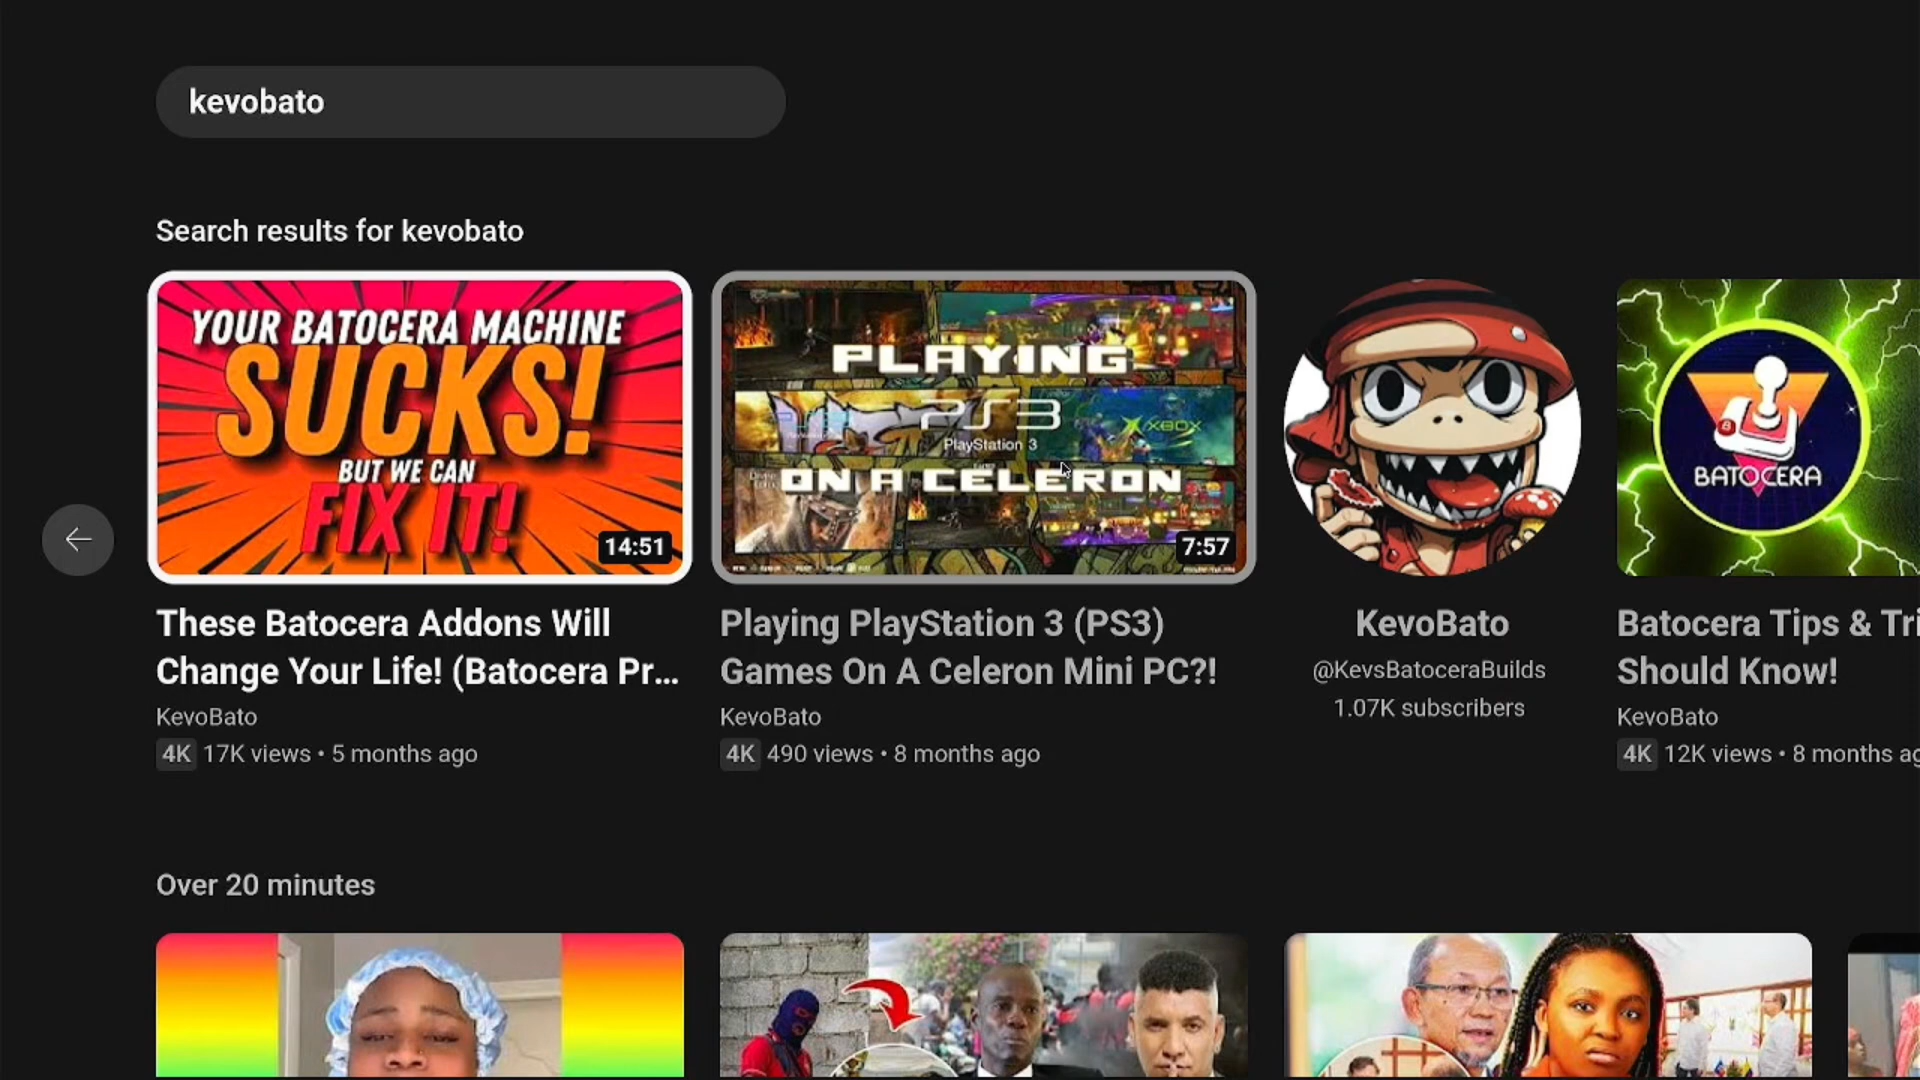 kevobato
Search results for kevobato
YOUR BATOCERA MACHINE
SUCKS!
BUT WE CAN
FIX IT!
14:51
PLAYING
PS3
PlayStation 3
XBOX
ON A CELERON
7:57
BATOCERA
These Batocera Addons Will
Change Your Life! (Batocera Pr...
KevoBato
4K 17K views • 5 months ago
Playing PlayStation 3 (PS3)
Games On A Celeron Mini PC?!
KevoBato
4K 490 views • 8 months ago
KevoBato
@KevsBatoceraBuilds
1.07K subscribers
Batocera Tips & Tri
Should Know!
KevoBato
4K 12K views • 8 months ag
Over 20 minutes